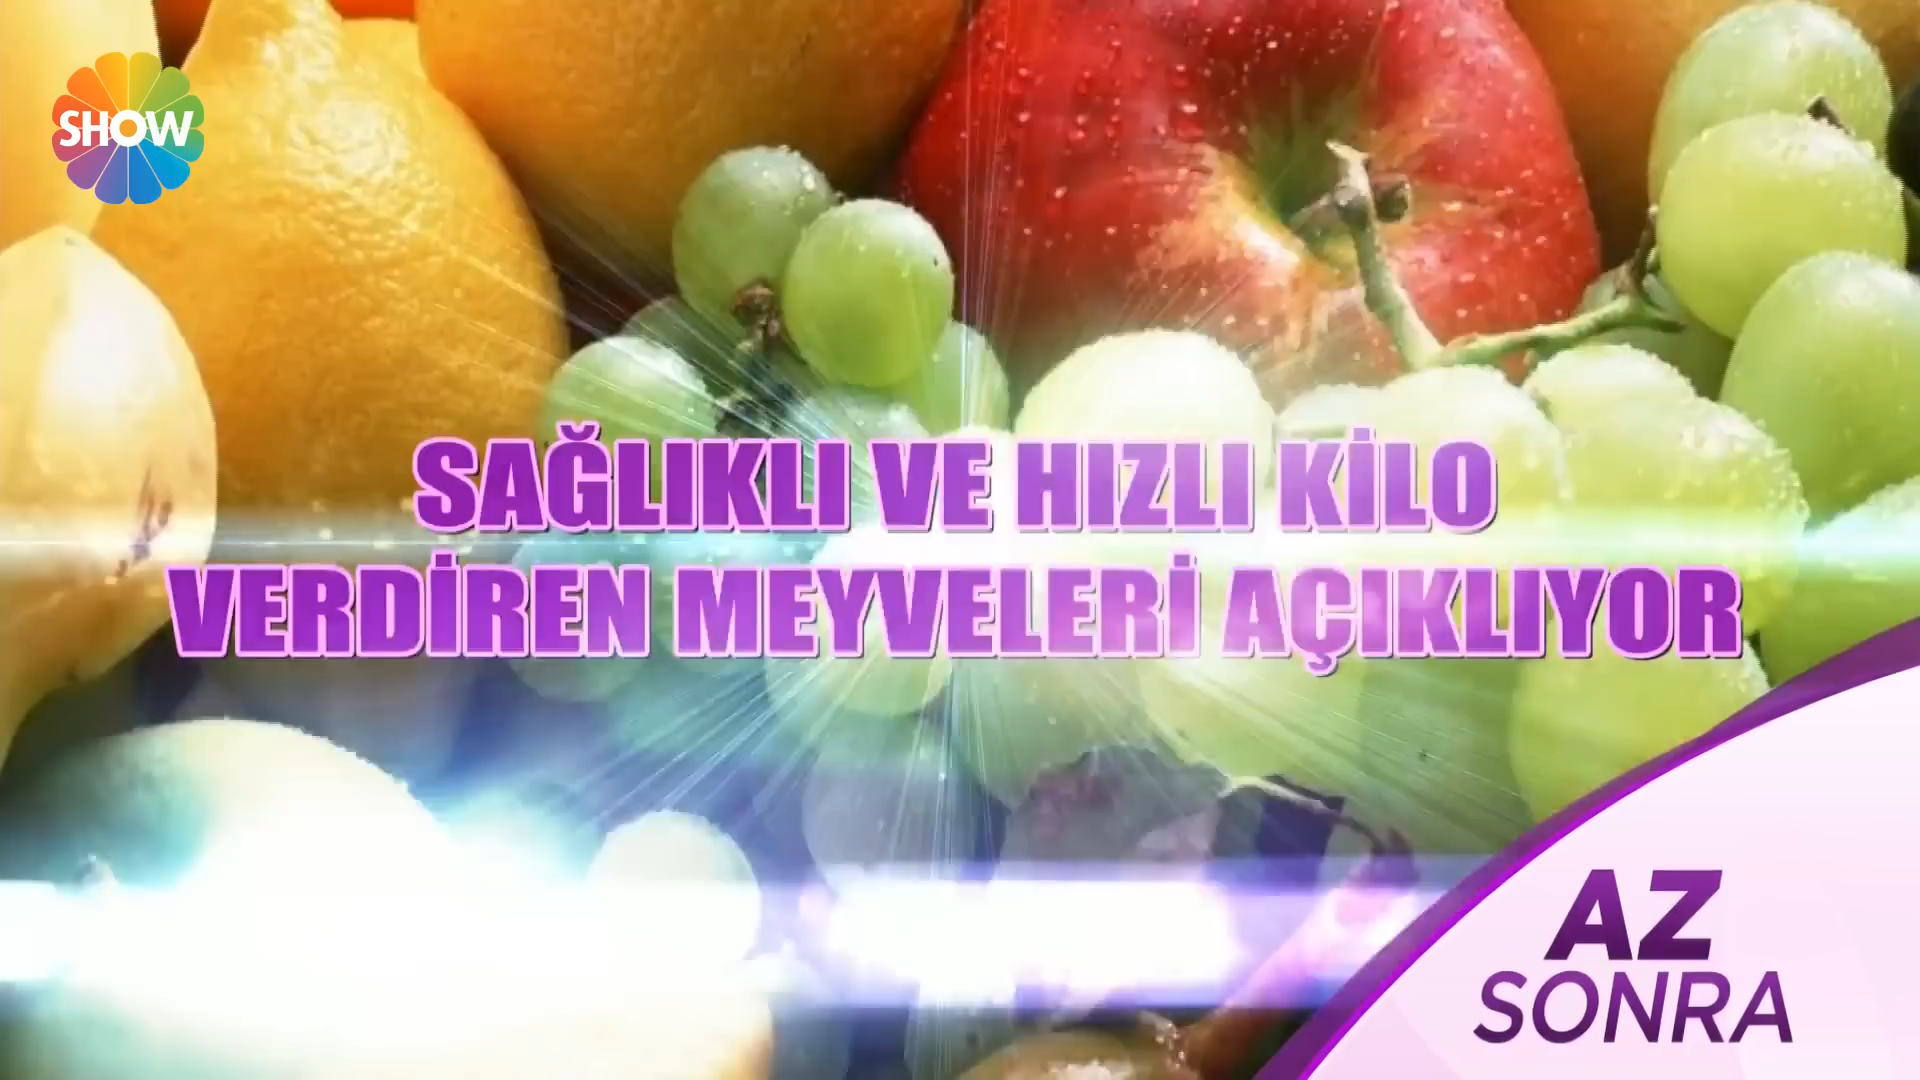 SHOW
SAĞLIKLI VE HIZLI KİLO
VERDİREN MEYVELERİ AÇIKLIYOR
AZ
SONRA